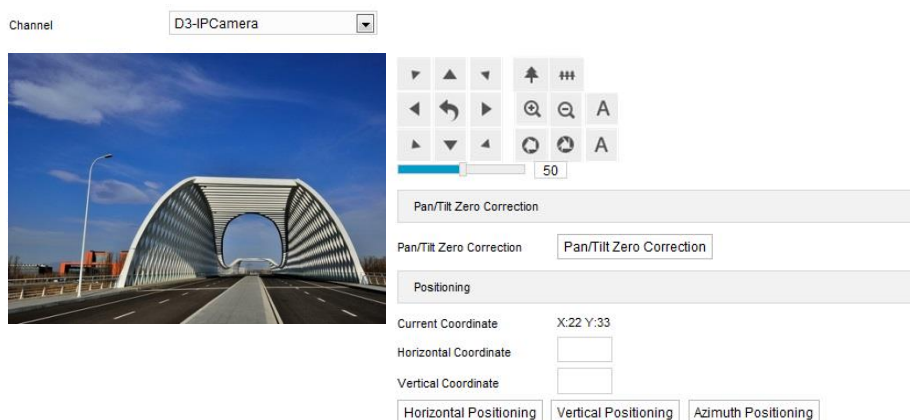 Channel D3-IPCamera
A
A
50
Pan/Tilt Zero Correction
Pan/Tilt Zero Correction Pan/Tilt Zero Correction
Positioning
Current Coordinate X:22 Y:33
Horizontal Coordinate
Vertical Coordinate
Horizontal Positioning Vertical Positioning Azimuth Positioning